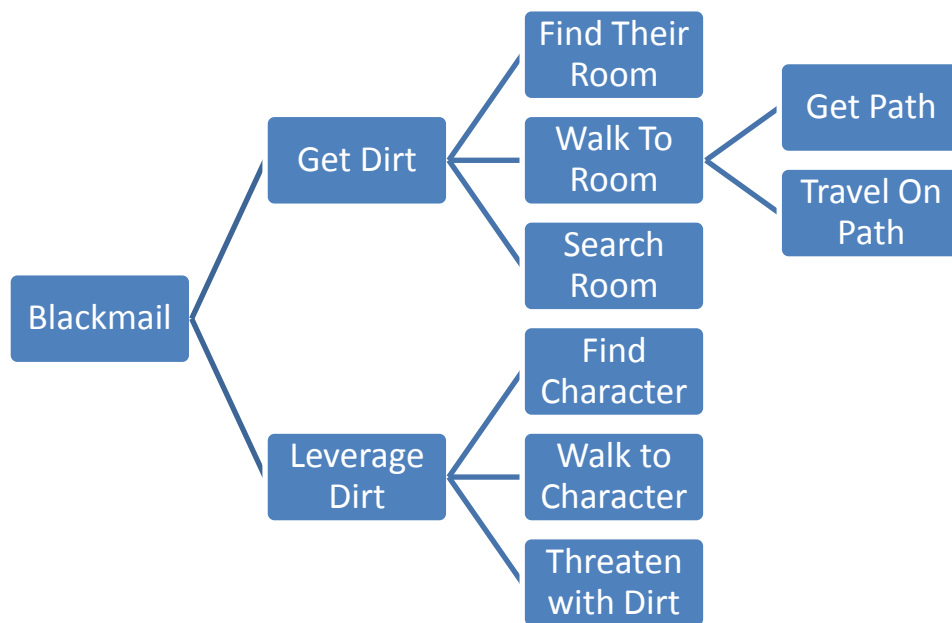 Find Their
Room
Get Path
Get Dirt
Walk To
Room
Travel On
Path
Search
Room
Blackmail
Find
Character
Leverage
Dirt
Walk to
Character
Threaten
with Dirt